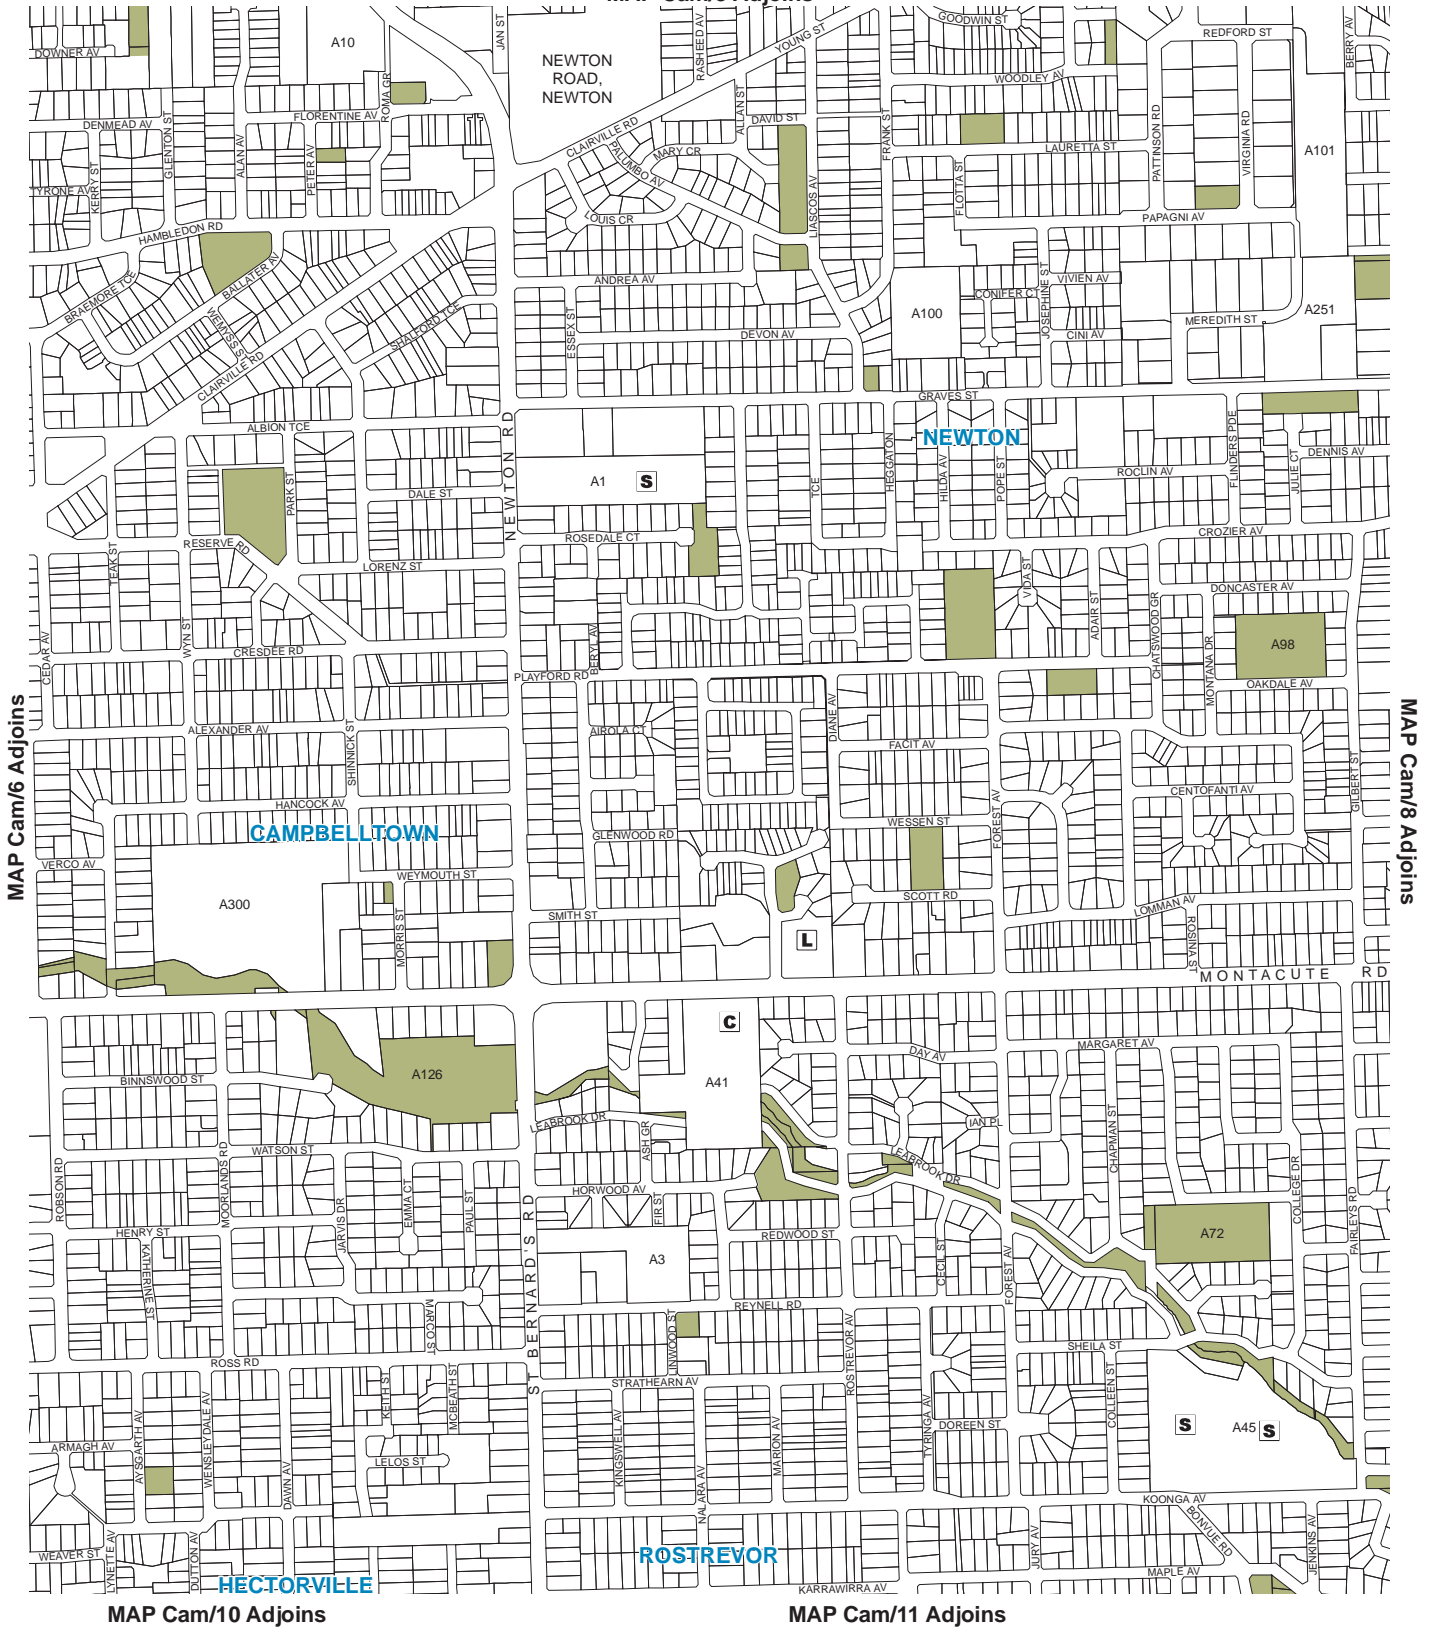 MAP Cam/3 Adjoins
GOODWIN ST
DOWNER AV
A10
JAN ST
NEWTON
ROAD,
NEWTON
RASHEED AV
YOUNG ST
REDFORD ST
BERRY AV
WOODLEY AV
ROMA GR
FLORENTINE AV
DENMEAD AV
GLENTON ST
ALAN AV
PETER AV
ALLAN ST
DAVID ST
CLAIRVILLE RD
PALUMBO AV
MARY CR
FRANK ST
LAURETTA ST
PATTINSON RD
VIRGINIA RD
A101
TYRONE AV
KERRY ST
LIASCOS AV
FLOTTA ST
LOUIS CR
PAPAGNI AV
HAMBLEDON RD
BRAEMORE TCE
BALLATER AV
WEMYSS ST
SHALFORD TCE
CLAIRVILLE RD
ANDREA AV
ESSEX ST
DEVON AV
A100
CONIFER CT
JOSEPHINE ST
VIVIEN AV
CINI AV
MEREDITH ST
A251
GRAVES ST
ALBION TCE
NEWTON RD
NEWTON
A1
S
TCE
HEGGATON
HILDA AV
POPE ST
ROCLIN AV
FLINDERS PDE
JULIE CT
DENNIS AV
DALE ST
PARK ST
RESERVE RD
ROSEDALE CT
CROZIER AV
LORENZ ST
TEAK ST
WYN ST
CEDAR AV
CRESDEE RD
BERYL AV
PLAYFORD RD
VIDA ST
ADAIR ST
CHATSWOOD GR
DONCASTER AV
A98
MONTANA DR
OAKDALE AV
MAP Cam/6 Adjoins
MAP Cam/8 Adjoins
ALEXANDER AV
SHINNICK ST
AIROLA CT
DIANE AV
FACIT AV
FOREST AV
GILBERT ST
CENTOFANTI AV
HANCOCK AV
CAMPBELLTOWN
GLENWOOD RD
WESSEN ST
VERCO AV
WEYMOUTH ST
A300
MORRIS ST
SMITH ST
SCOTT RD
L
LOMMAN AV
ROSINA ST
MONTACUTE RD
C
A126
A41
DAY AV
MARGARET AV
BINNSWOOD ST
LEABROOK DR
IAN PL
ASH GR
CHAPMAN ST
WATSON ST
LEABROOK DR
ROBSON RD
MOORLANDS RD
JARVIS DR
EMMA CT
PAUL ST
HORWOOD AV
FIR ST
REDWOOD ST
CECIL ST
FOREST AV
COLLEGE DR
FAIRLEYS RD
A72
HENRY ST
KATHERINE ST
A3
ST BERNARD'S RD
MARCO ST
REYNELL RD
LINWOOD ST
ROSTREVOR AV
SHEILA ST
ROSS RD
STRATHEARN AV
KEITH ST
MCBEATH ST
COLLEEN ST
TYRINGA AV
DOREEN ST
S
A45
S
ARMAGH AV
AYSGARTH AV
WENSLEYDALE AV
DAWN AV
LELOS ST
KINGSWELL AV
NALARA AV
MARION AV
KOONGA AV
BONVUE RD
JENKINS AV
JURY AV
WEAVER ST
LYNETTE AV
DUTTON AV
HECTORVILLE
ROSTREVOR
KARRAWIRRA AV
MAPLE AV
MAP Cam/10 Adjoins
MAP Cam/11 Adjoins